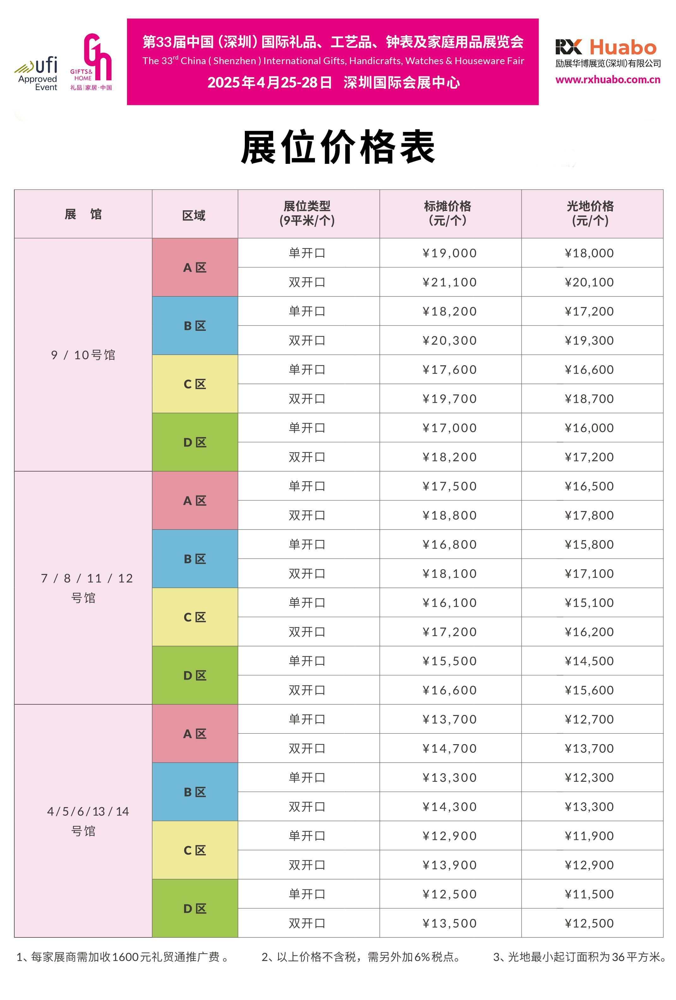 ufi
Approved
Event
GIFTS&
HOME
礼品|家居·中国
第33届中国（深圳）国际礼品、工艺品、钟表及家庭用品展览会
The 33rd China ( Shenzhen ) International Gifts, Handicrafts, Watches & Houseware Fair
2025年4月25-28日 深圳国际会展中心
RX Huabo
励展华博展览(深圳)有限公司
www.rxhuabo.com.cn
展位价格表
展 馆 区域 展位类型 (9平米/个) 标摊价格 （元/个） 光地价格 (元/个)
9 / 10号馆
A 区
单开口 ¥19,000 ¥18,000
双开口 ¥21,100 ¥20,100
B 区
单开口 ¥18,200 ¥17,200
双开口 ¥20,300 ¥19,300
C 区
单开口 ¥17,600 ¥16,600
双开口 ¥19,700 ¥18,700
D 区
单开口 ¥17,000 ¥16,000
双开口 ¥18,200 ¥17,200
7 / 8 / 11 / 12
号馆
A 区
单开口 ¥17,500 ¥16,500
双开口 ¥18,800 ¥17,800
B 区
单开口 ¥16,800 ¥15,800
双开口 ¥18,100 ¥17,100
C 区
单开口 ¥16,100 ¥15,100
双开口 ¥17,200 ¥16,200
D 区
单开口 ¥15,500 ¥14,500
双开口 ¥16,600 ¥15,600
4/5/6/13/14
号馆
A 区
单开口 ¥13,700 ¥12,700
双开口 ¥14,700 ¥13,700
B 区
单开口 ¥13,300 ¥12,300
双开口 ¥14,300 ¥13,300
C 区
单开口 ¥12,900 ¥11,900
双开口 ¥13,900 ¥12,900
D 区
单开口 ¥12,500 ¥11,500
双开口 ¥13,500 ¥12,500
1、每家展商需加收1600元礼贸通推广费 。 2、以上价格不含税，需另外加6%税点。 3、光地最小起订面积为36平方米。